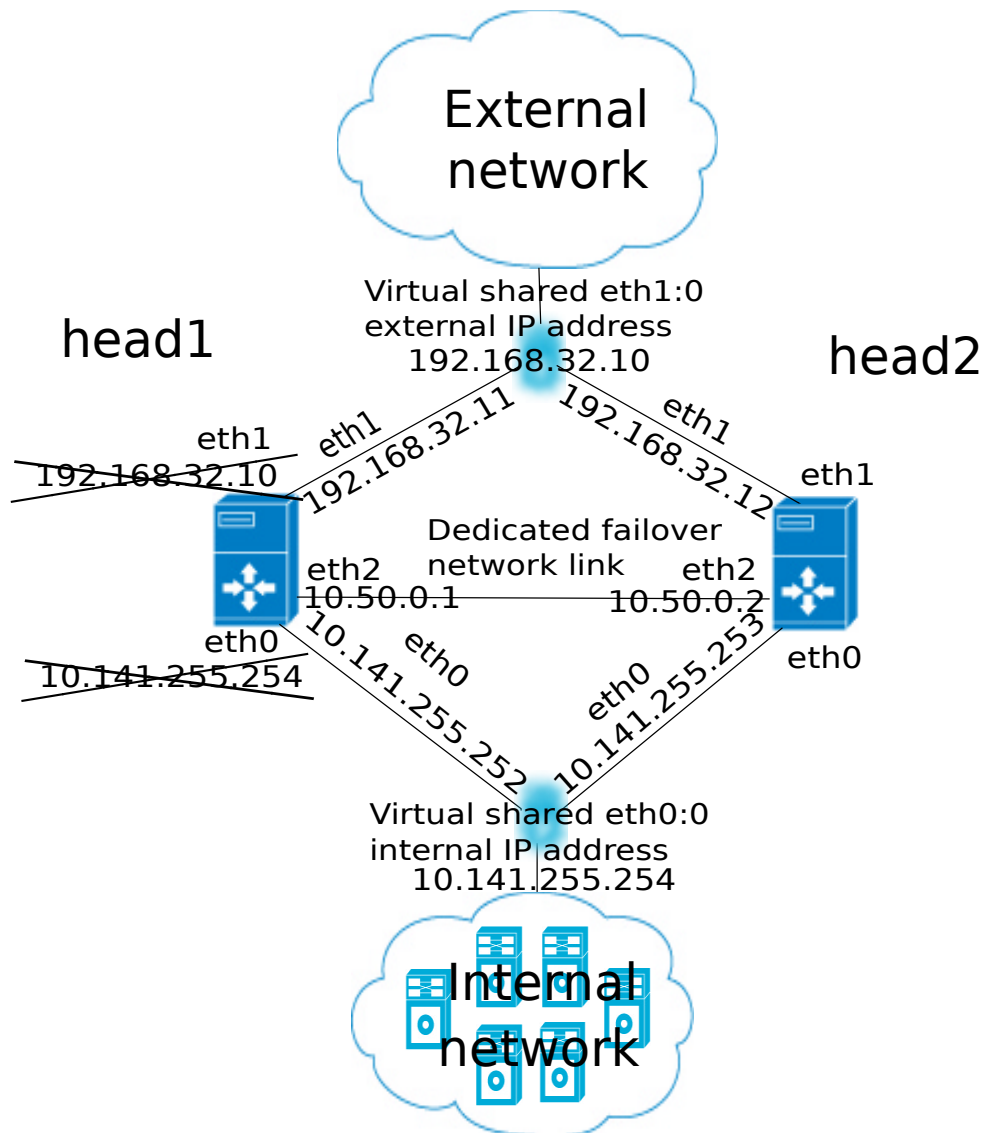 External
network
Virtual shared eth1:0
external IP address
192.168.32.10
head1
head2
eth1
192.168.32.10
eth1
192.168.32.11
eth1
192.168.32.12
eth1
Dedicated failover
network link
eth2
10.50.0.1
eth2
10.50.0.2
eth0
10.141.255.254
eth0
10.141.255.252
eth0
10.141.255.253
eth0
Virtual shared eth0:0
internal IP address
10.141.255.254
Internal
network